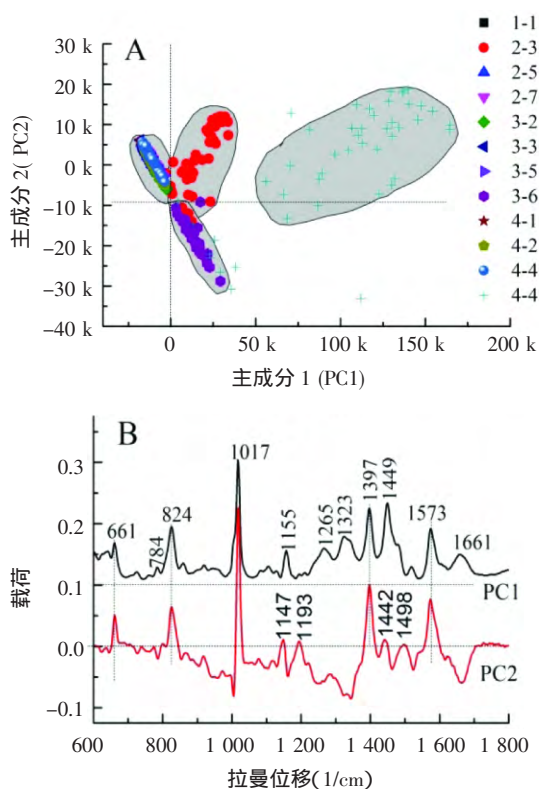 A
30 k
20 k
10 k
0 k
-10 k
-20 k
-30 k
-40 k
主成分 2( PC2)
0
50 k
100 k
150 k
200 k
主成分 1 (PC1)
1-1
2-3
2-5
2-7
3-2
3-3
3-5
3-6
4-1
4-2
4-4
4-4
B
0.3
0.2
0.1
0.0
-0.1
载荷
661
784
824
1017
1155
1265
1323
1397
1449
1573
1661
PC1
1147
1193
1442
1498
PC2
600
800
1 000
1 200
1 400
1 600
1 800
拉曼位移(1/cm)